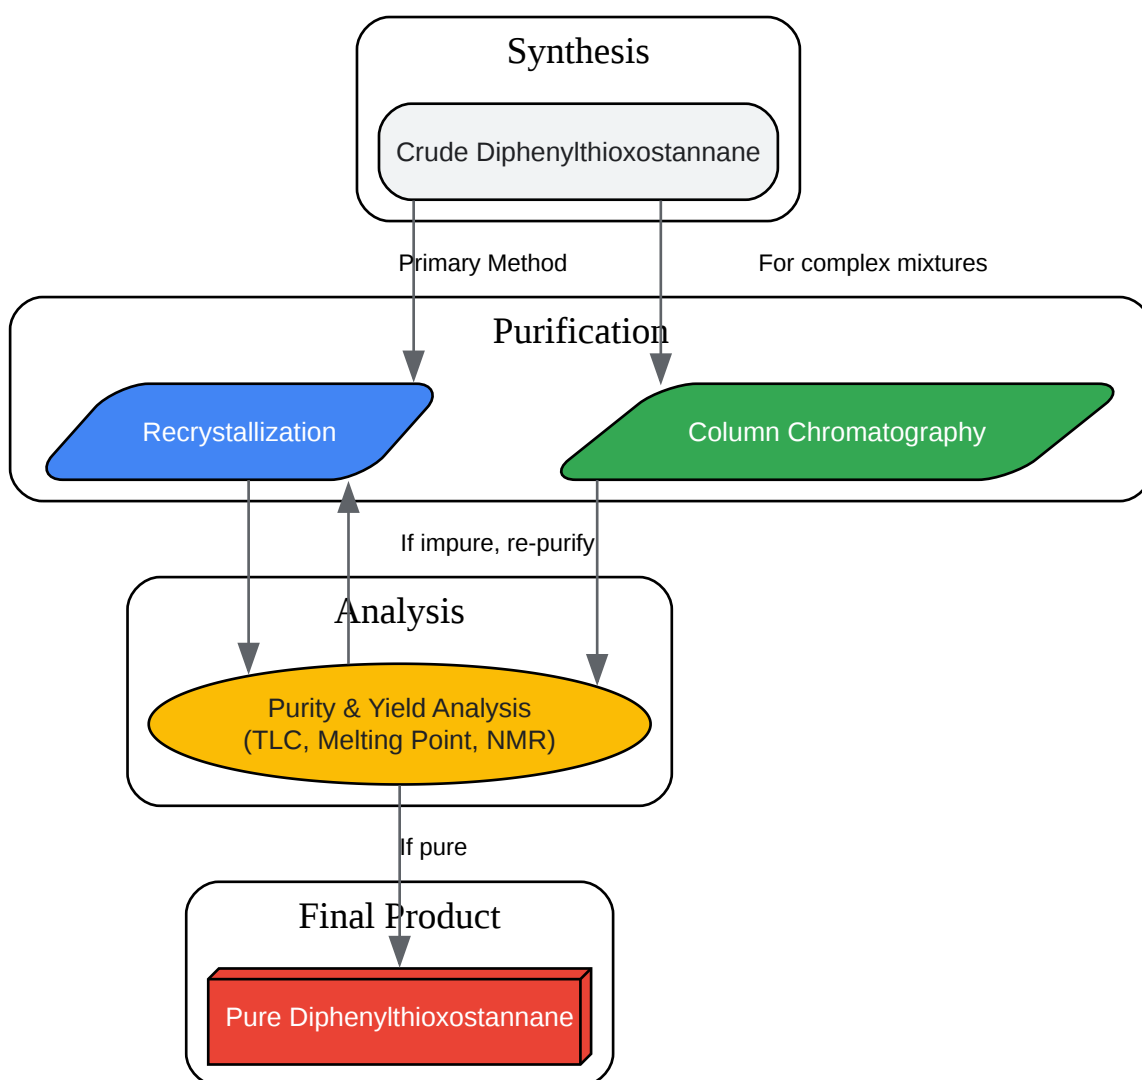 Synthesis
Crude Diphenylthioxostannane
Primary Method
For complex mixtures
Purification
Recrystallization
Column Chromatography
If impure, re-purify
Analysis
Purity & Yield Analysis
(TLC, Melting Point, NMR)
If pure
Final Product
Pure Diphenylthioxostannane